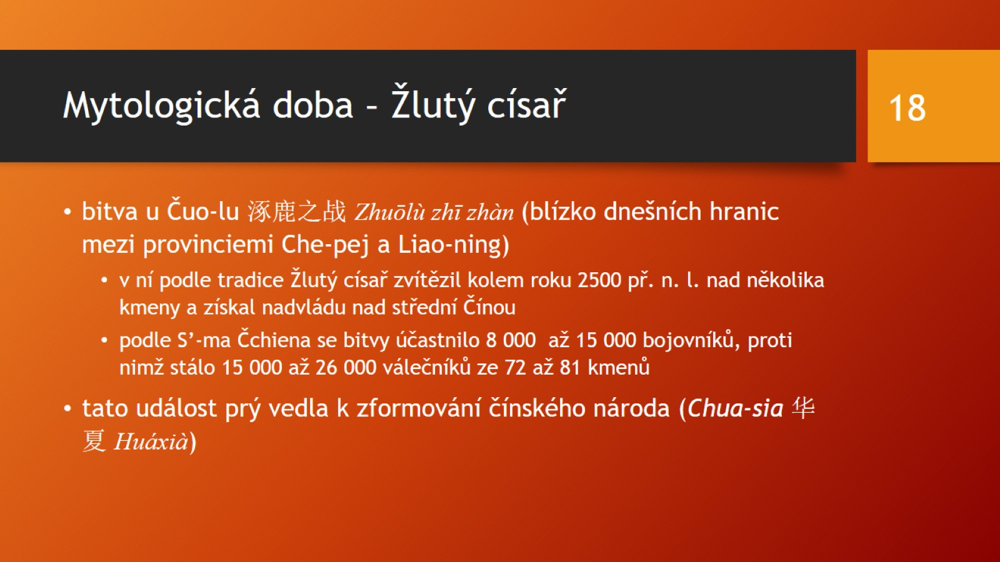 Mytologická doba – Žlutý císař
18
• bitva u Čuo-lu 涿鹿之战 Zhuōlù zhī zhàn (blízko dnešních hranic
mezi provinciemi Che-pej a Liao-ning)
• v ní podle tradice Žlutý císař zvítězil kolem roku 2500 př. n. l. nad několika
kmeny a získal nadvládu nad střední Čínou
• podle S’-ma Čchiena se bitvy účastnilo 8 000  až 15 000 bojovníků, proti
nimž stálo 15 000 až 26 000 válečníků ze 72 až 81 kmenů
• tato událost prý vedla k zformování čínského národa (Chua-sia 华
夏 Huáxià)